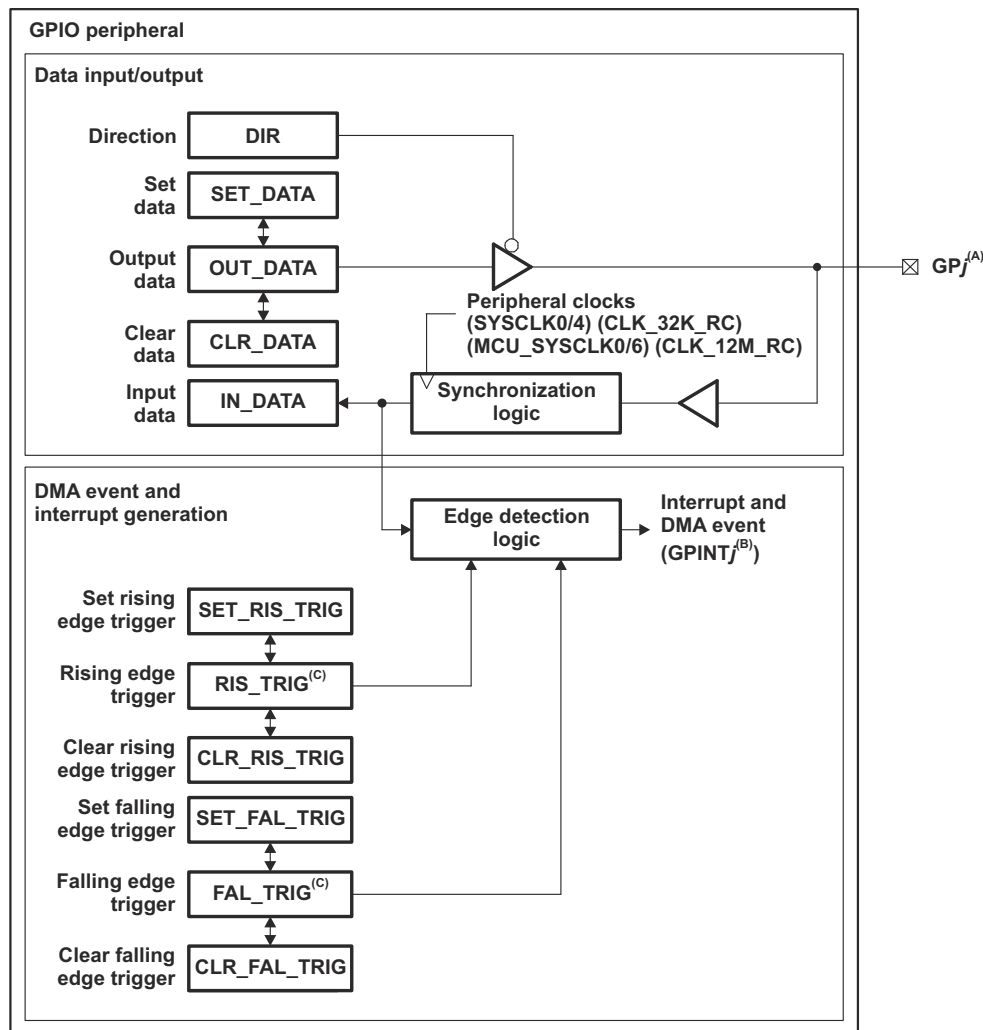 GPIO peripheral
Data input/output
Direction
DIR
Set
data
SET_DATA
Output
data
OUT_DATA
GPj(A)
Clear
data
CLR_DATA
Peripheral clocks
(SYSCLK0/4) (CLK_32K_RC)
(MCU_SYSCLK0/6) (CLK_12M_RC)
Input
data
IN_DATA
Synchronization
logic
DMA event and
interrupt generation
Edge detection
logic
Interrupt and
DMA event
(GPINTj(B))
Set rising
edge trigger
SET_RIS_TRIG
Rising edge
trigger
RIS_TRIG(C)
Clear rising
edge trigger
CLR_RIS_TRIG
Set falling
edge trigger
SET_FAL_TRIG
Falling edge
trigger
FAL_TRIG(C)
Clear falling
edge trigger
CLR_FAL_TRIG